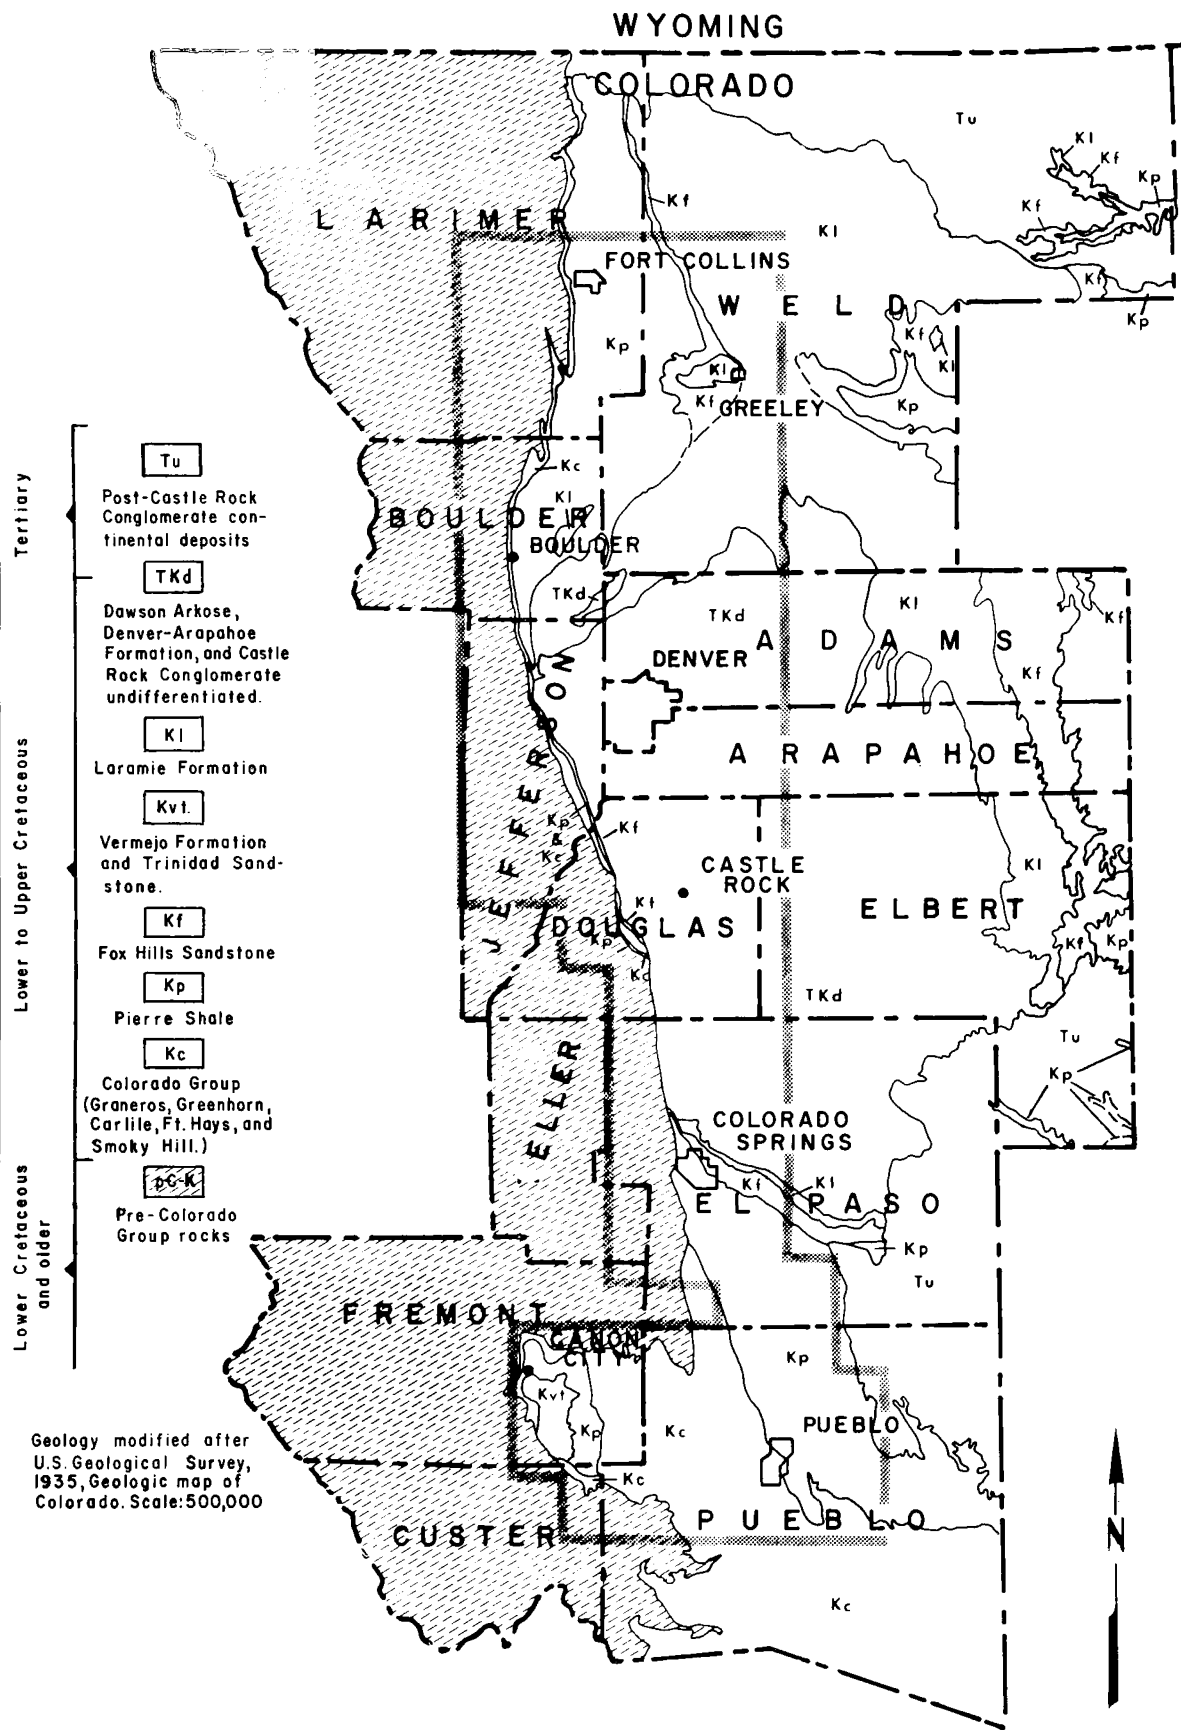 WYOMING
COLORADO
Tu
Kl
Kf
Kp
Kf
Kf
LARIMER
Kl
FORT COLLINS
Kf
WELD
Kp
Kf
Kp
Kl
Kl
Kf
GREELEY
Kp
Kc
Kl
BOULDER
BOULDER
TKd
TKd
Kl
Kf
ADAMS
DENVER
Kf
JEFFERSON
ARAPAHOE
Kp
&
Kc
Kf
CASTLE
ROCK
Kl
ELBERT
Kf
DOUGLAS
Kp
Kf
Kp
Kc
TKd
Tu
Kp
ELLER
COLORADO
SPRINGS
Kf
Kl
EL PASO
Kp
Tu
FREMONT
CANON
CITY
Kp
Kvt
Kp
Kc
PUEBLO
Kc
PUEBLO
CUSTER
Kc
N
Tertiary
Lower to Upper Cretaceous
Lower Cretaceous
and older
Tu
Post-Castle Rock
Conglomerate con-
tinental deposits
TKd
Dawson Arkose,
Denver-Arapahoe
Formation, and Castle
Rock Conglomerate
undifferentiated.
Kl
Laramie Formation
Kvt.
Vermejo Formation
and Trinidad Sand-
stone.
Kf
Fox Hills Sandstone
Kp
Pierre Shale
Kc
Colorado Group
(Graneros, Greenhorn,
Carlile, Ft. Hays, and
Smoky Hill.)
pC-K
Pre-Colorado
Group rocks
Geology modified after
U.S. Geological Survey,
1935, Geologic map of
Colorado. Scale:500,000